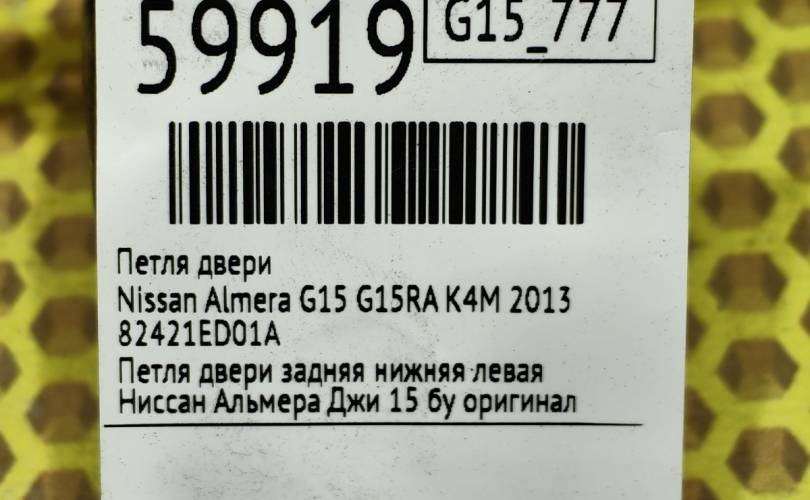 59919 G15_777
Петля двери
Nissan Almera G15 G15RA K4M 2013
82421ED01A
Петля двери задняя нижняя левая
Ниссан Альмера Джи 15 бу оригинал